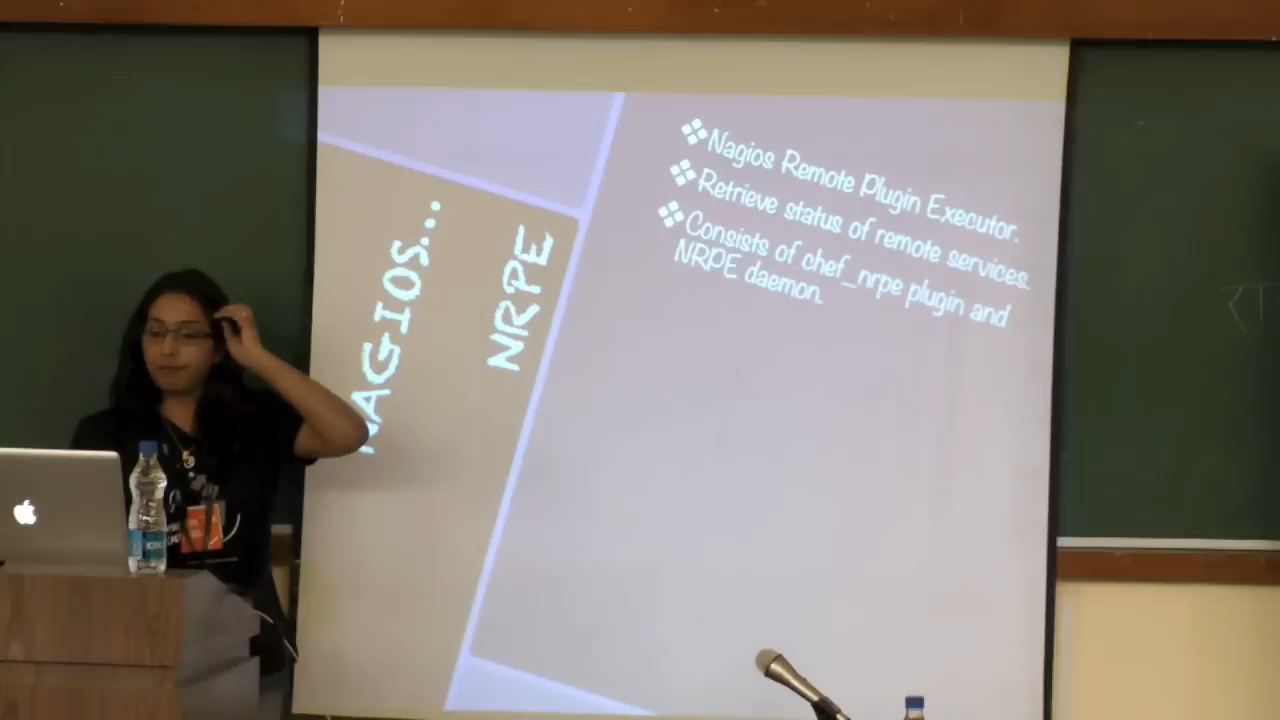 NAGIOS...
NRPE
❖Nagios Remote Plugin Executor.
❖Retrieve status of remote services.
❖Consists of chef_nrpe plugin and
NRPE daemon.